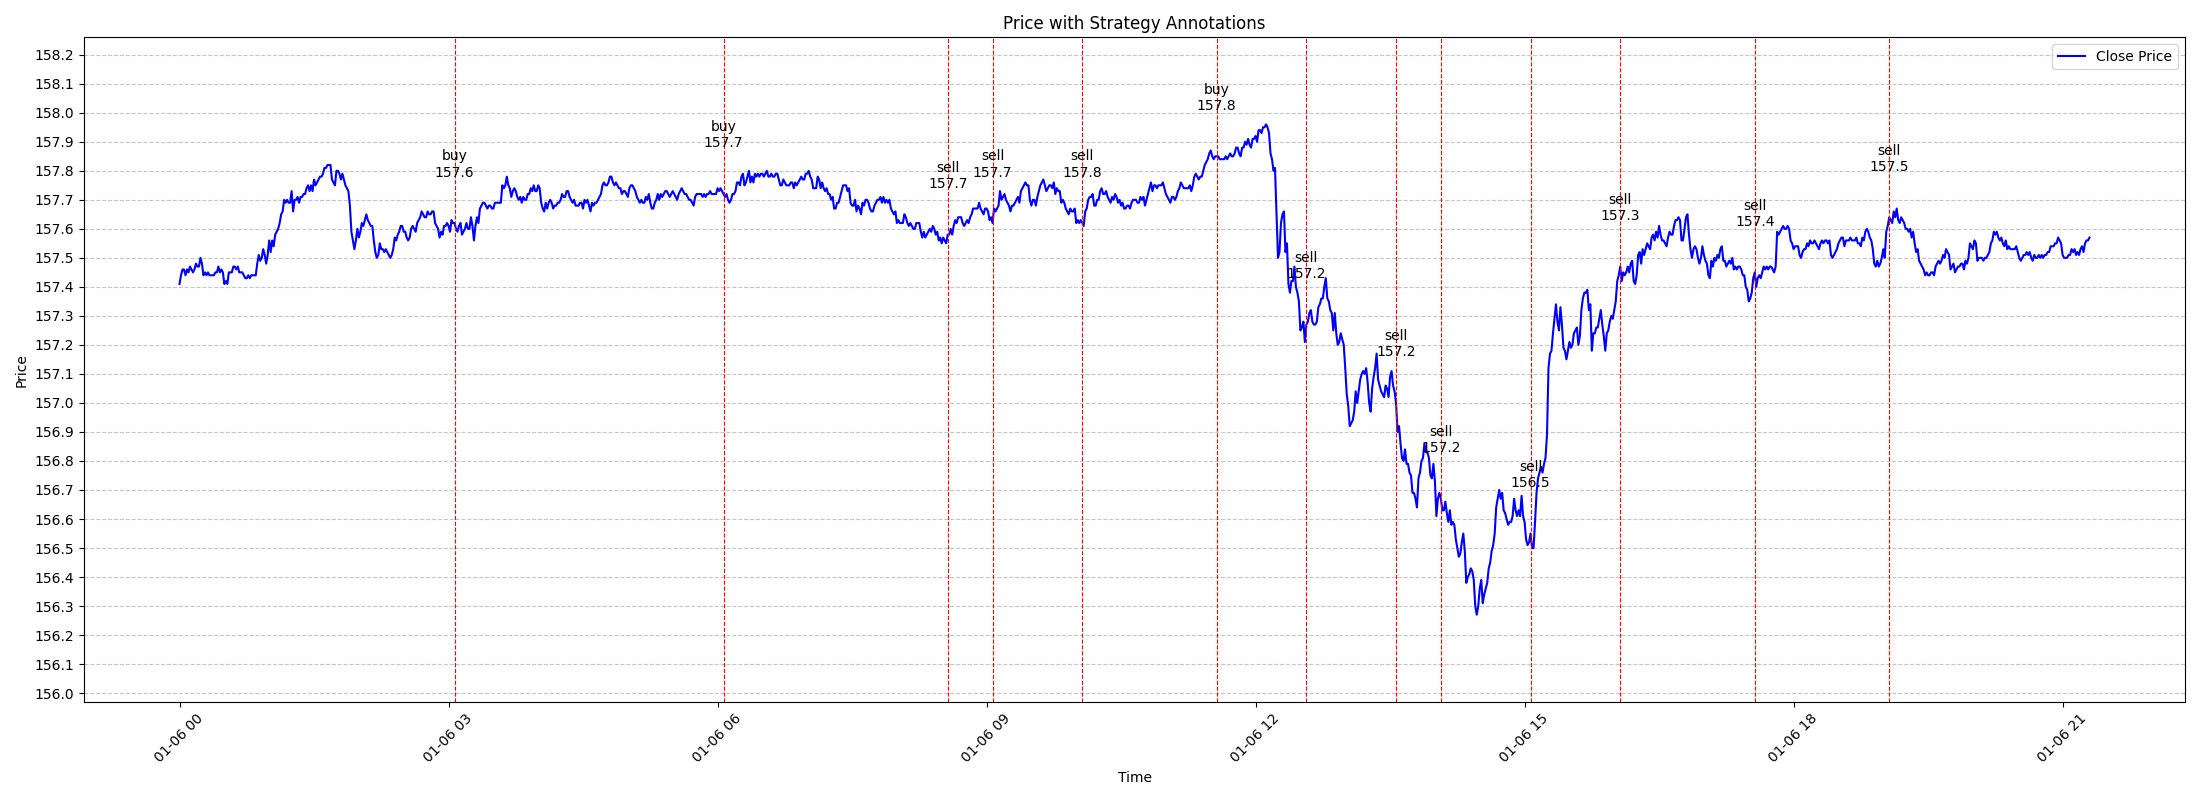 Price with Strategy Annotations
Close Price
158.2
158.1
158.0
157.9
157.8
157.7
157.6
157.5
157.4
157.3
157.2
157.1
157.0
156.9
156.8
156.7
156.6
156.5
156.4
156.3
156.2
156.1
156.0
Price
buy
157.6
buy
157.7
sell
157.7
sell
157.7
sell
157.8
buy
157.8
sell
157.2
sell
157.2
sell
157.2
sell
156.5
sell
157.3
sell
157.4
sell
157.5
01-06 00
01-06 03
01-06 06
01-06 09
01-06 12
01-06 15
01-06 18
01-06 21
Time